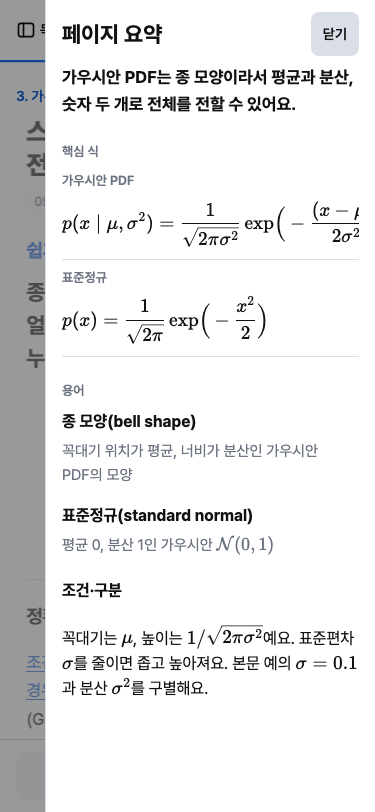 페이지 요약
닫기
가우시안 PDF는 종 모양이라서 평균과 분산,
숫자 두 개로 전체를 전할 수 있어요.
핵심 식
가우시안 PDF
p(x | μ, σ²) = 1/√(2πσ²) exp( − (x − μ 2σ²
표준정규
p(x) = 1/√(2π) exp( − x²/2 )
용어
종 모양(bell shape)
꼭대기 위치가 평균, 너비가 분산인 가우시안
PDF의 모양
표준정규(standard normal)
평균 0, 분산 1인 가우시안 𝒩(0, 1)
조건·구분
꼭대기는 μ, 높이는 1/√(2πσ²)예요. 표준편차
σ를 줄이면 좁고 높아져요. 본문 예의 σ = 0.1
과 분산 σ²를 구별해요.
3. 가
종
얼
누
(G